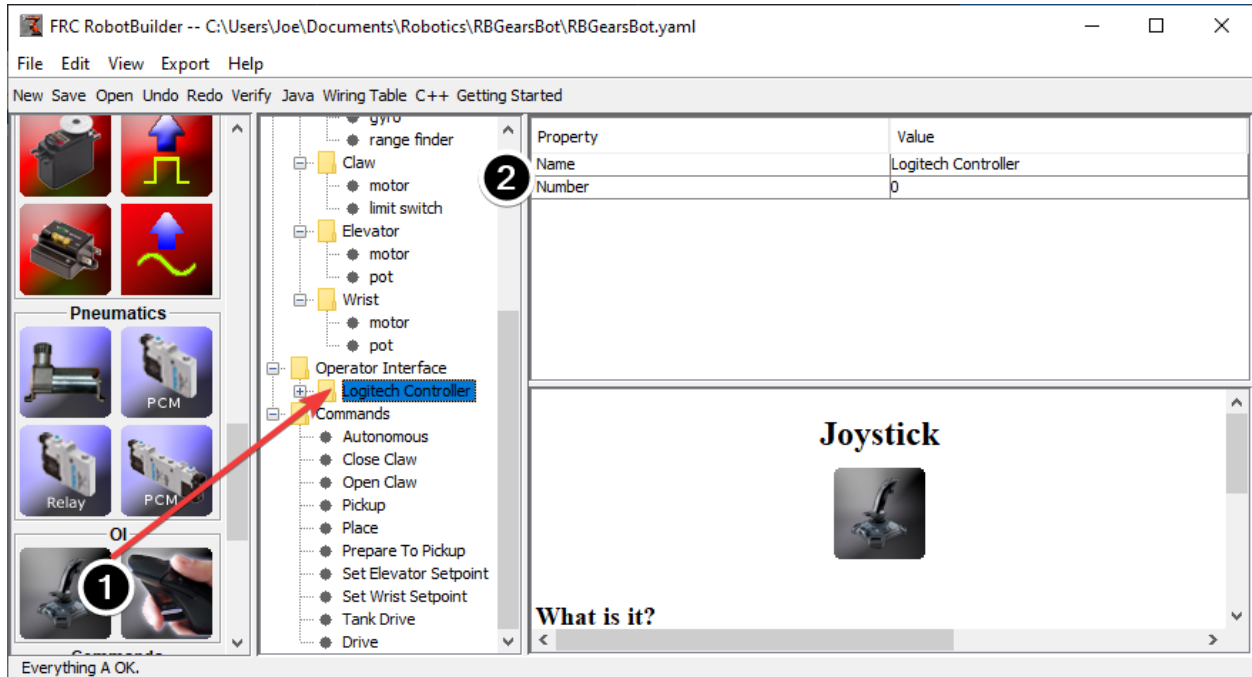 FRC RobotBuilder -- C:\Users\Joe\Documents\Robotics\RBGearsBot\RBGearsBot.yaml
File Edit View Export Help
New Save Open Undo Redo Verify Java Wiring Table C++ Getting Started
Pneumatics
PCM
Relay
PCM
OI
1
gyro
range finder
Claw
motor
limit switch
Elevator
motor
pot
Wrist
motor
pot
Operator Interface
Logitech Controller
Commands
Autonomous
Close Claw
Open Claw
Pickup
Place
Prepare To Pickup
Set Elevator Setpoint
Set Wrist Setpoint
Tank Drive
Drive
2
Property Value
Name Logitech Controller
Number 0
Joystick
What is it?
Everything A OK.